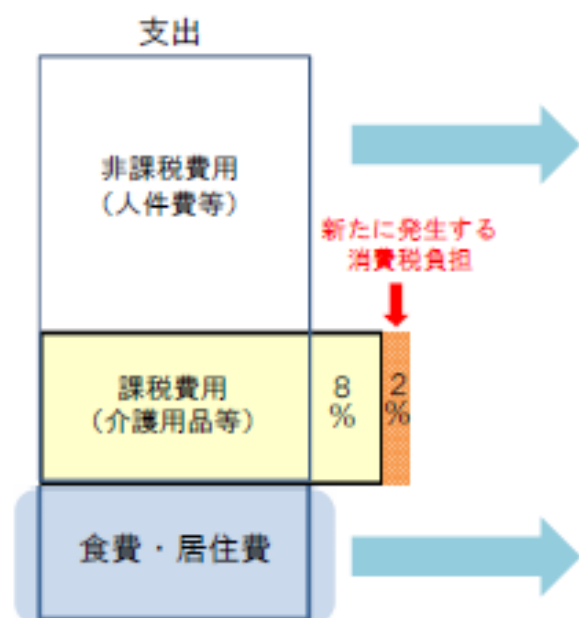 支出
非課税費用
（人件費等）
新たに発生する
消費税負担
課税費用
（介護用品等）
8
%
2
%
食費・居住費